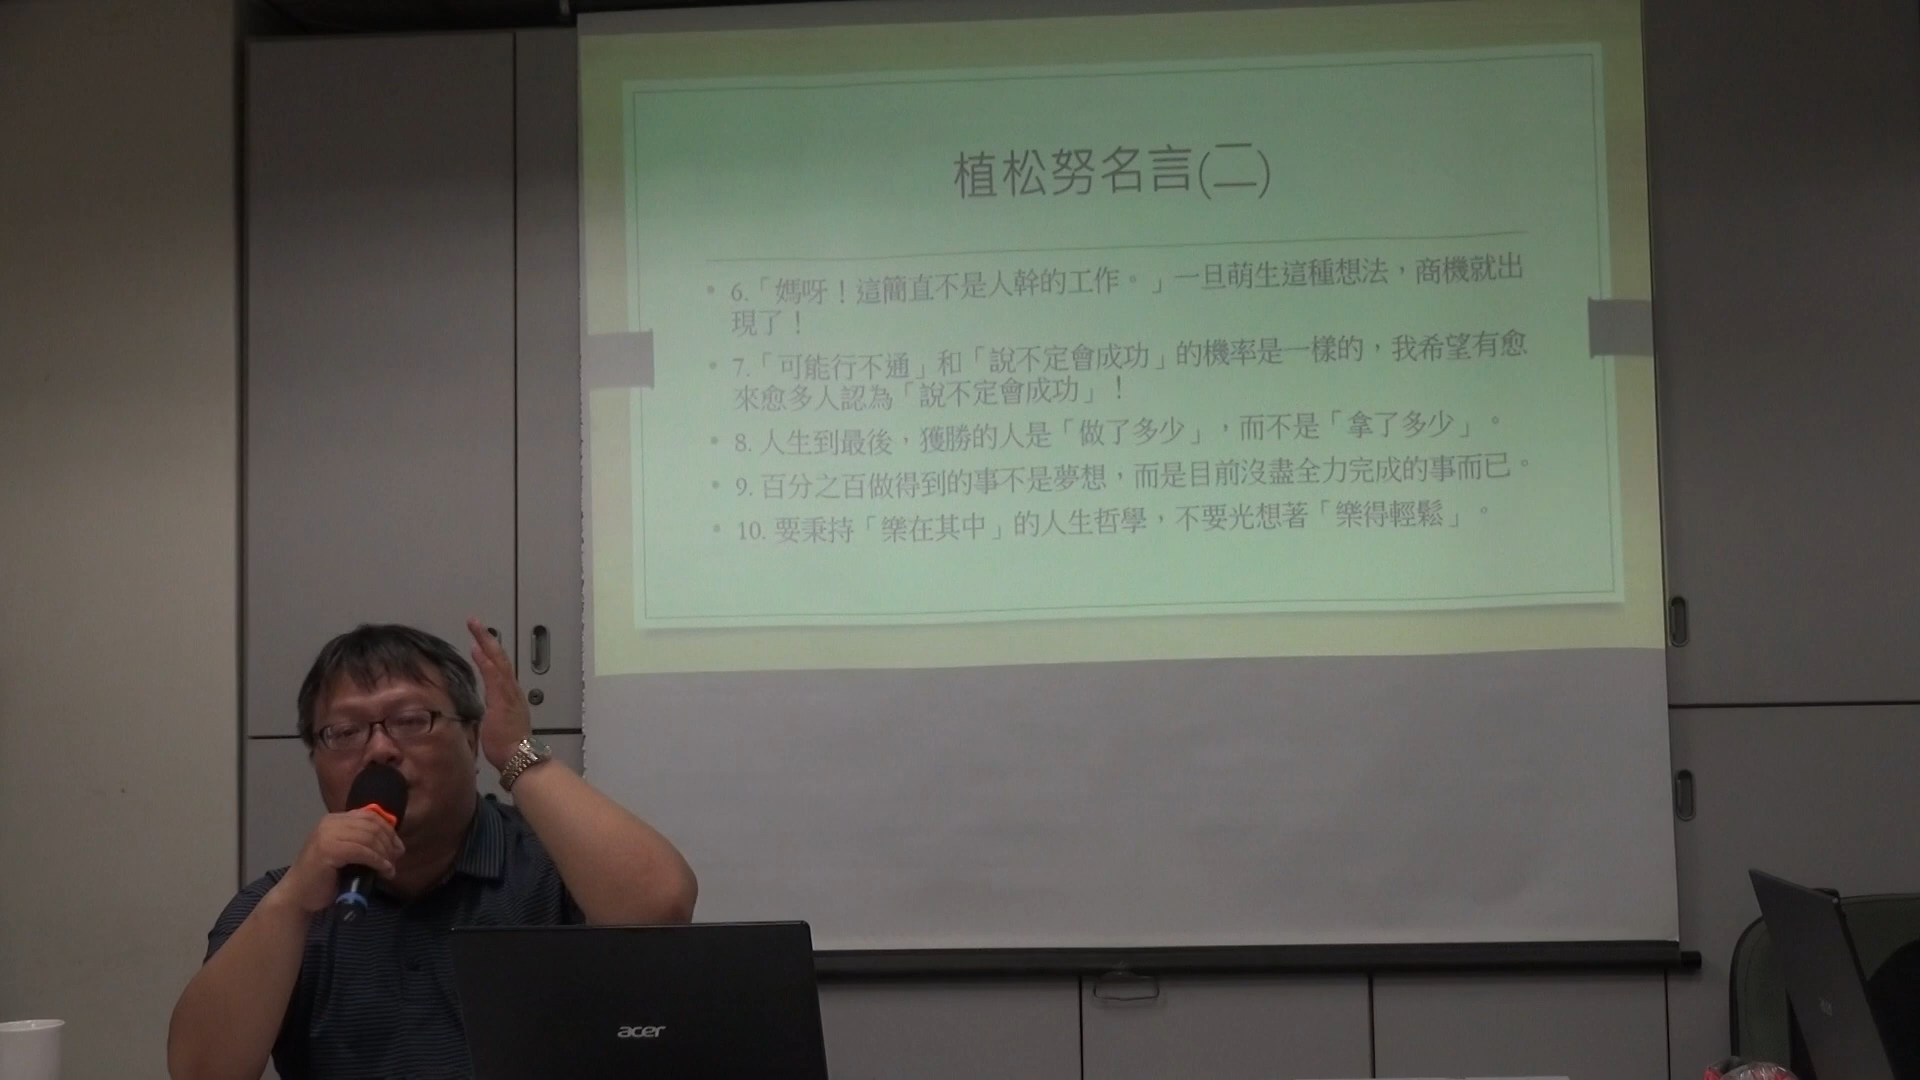 植松努名言(二)
• 6.「媽呀！這簡直不是人幹的工作。」一旦萌生這種想法，商機就出
現了！
• 7.「可能行不通」和「說不定會成功」的機率是一樣的，我希望有愈
來愈多人認為「說不定會成功」！
• 8. 人生到最後，獲勝的人是「做了多少」，而不是「拿了多少」。
• 9. 百分之百做得到的事不是夢想，而是目前沒盡全力完成的事而已。
• 10. 要秉持「樂在其中」的人生哲學，不要光想著「樂得輕鬆」。
acer